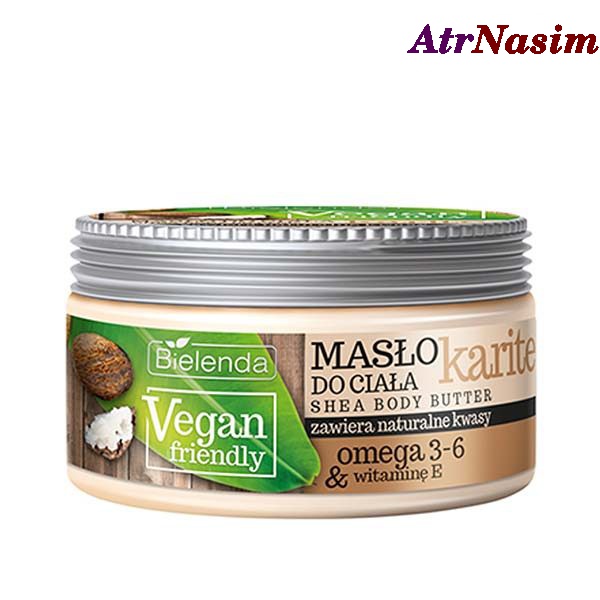 AtrNasim
Bielenda
Vegan
friendly
MASŁO
DO CIAŁA
karite
SHEA BODY BUTTER
zawiera naturalne kwasy
omega 3-6
& witaminę E